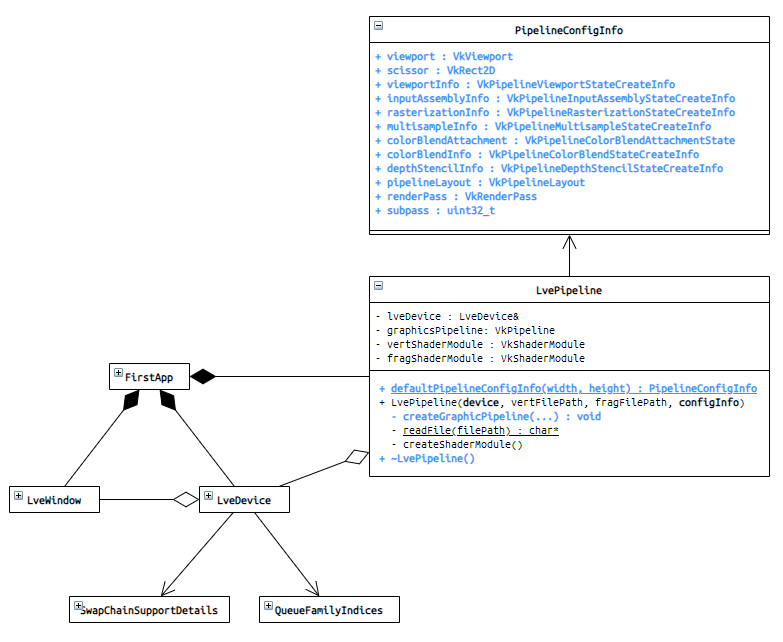 PipelineConfigInfo
+ viewport : VkViewport
+ scissor : VkRect2D
+ viewportInfo : VkPipelineViewportStateCreateInfo
+ inputAssemblyInfo : VkPipelineInputAssemblyStateCreateInfo
+ rasterizationInfo : VkPipelineRasterizationStateCreateInfo
+ multisampleInfo : VkPipelineMultisampleStateCreateInfo
+ colorBlendAttachment : VkPipelineColorBlendAttachmentState
+ colorBlendInfo : VkPipelineColorBlendStateCreateInfo
+ depthStencilInfo : VkPipelineDepthStencilStateCreateInfo
+ pipelineLayout : VkPipelineLayout
+ renderPass : VkRenderPass
+ subpass : uint32_t
LvePipeline
- lveDevice : LveDevice&
- graphicsPipeline: VkPipeline
- vertShaderModule : VkShaderModule
- fragShaderModule : VkShaderModule
+ defaultPipelineConfigInfo(width, height) : PipelineConfigInfo
+ LvePipeline(device, vertFilePath, fragFilePath, configInfo)
- createGraphicPipeline(...) : void
- readFile(filePath) : char*
- createShaderModule()
+ ~LvePipeline()
FirstApp
LveWindow
LveDevice
SwapChainSupportDetails
QueueFamilyIndices